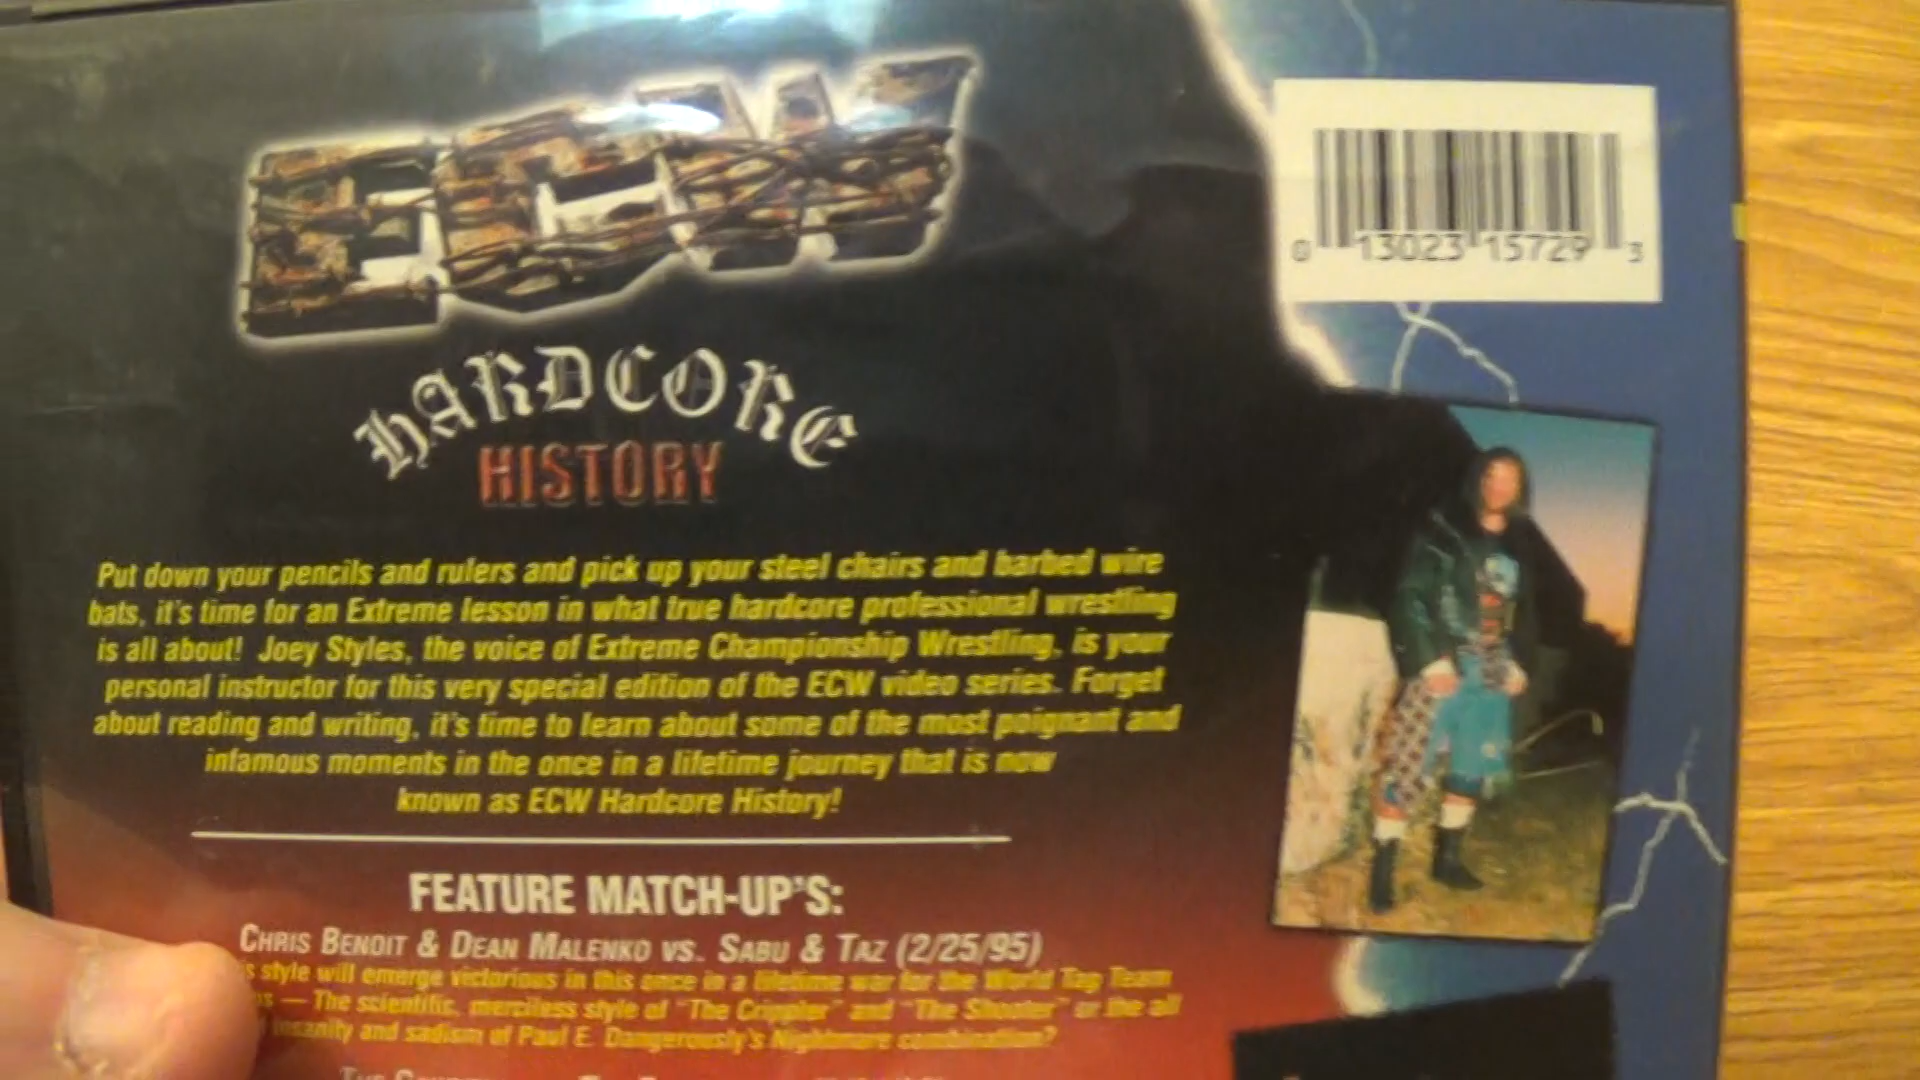 ECW
HARDCORE
HISTORY
0 13023 15729 3
Put down your pencils and rulers and pick up your steel chairs and barbed wire
bats, it's time for an Extreme lesson in what true hardcore professional wrestling
is all about! Joey Styles, the voice of Extreme Championship Wrestling, is your
personal instructor for this very special edition of the ECW video series. Forget
about reading and writing, it's time to learn about some of the most poignant and
infamous moments in the once in a lifetime journey that is now
known as ECW Hardcore History!
FEATURE MATCH-UP'S:
CHRIS BENOIT & DEAN MALENKO VS. SABU & TAZ (2/25/95)
style will emerge victorious in this once in a lifetime war for the World Tag Team
— The scientific, merciless style of "The Crippler" and "The Shooter" or the all
insanity and sadism of Paul E. Dangerously's Nightmare combination?